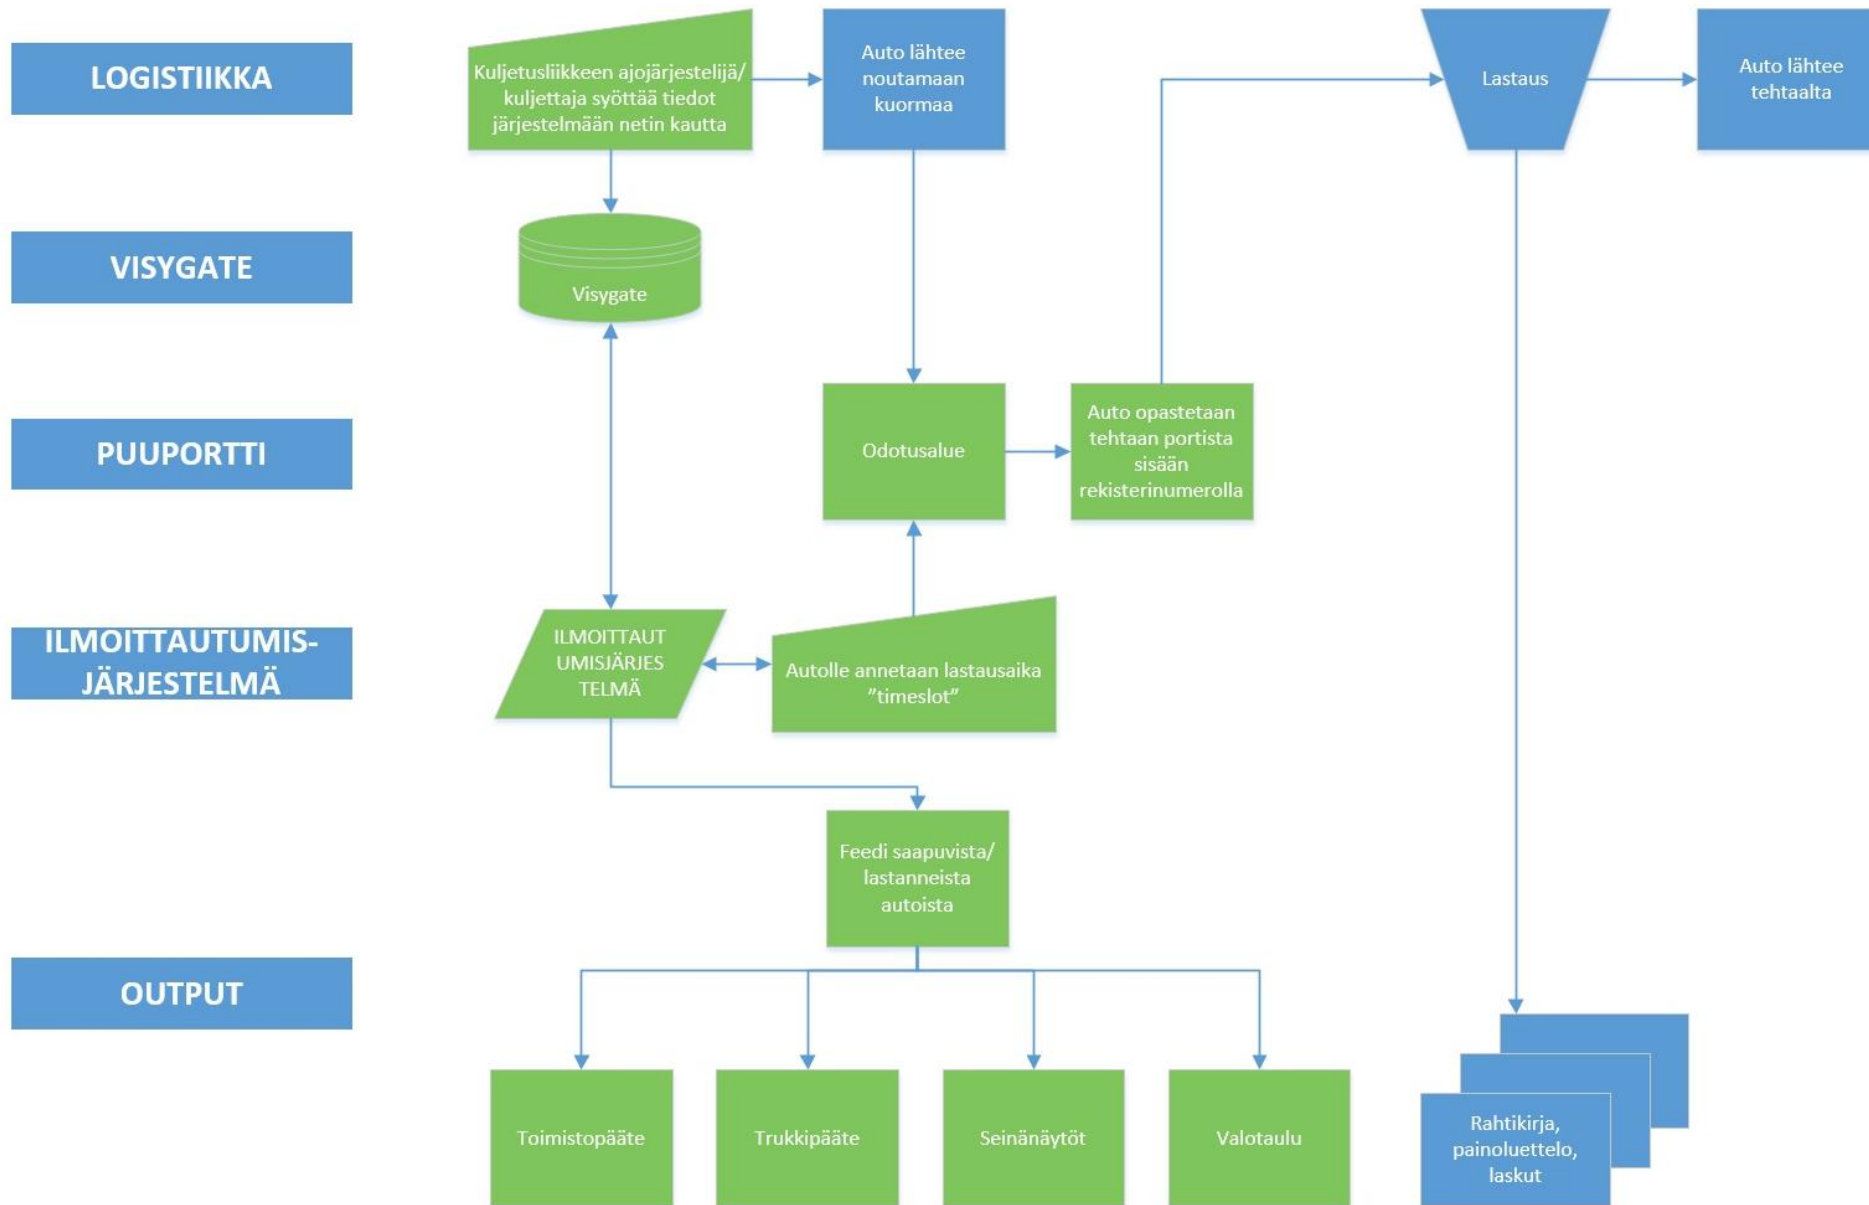 LOGISTIIKKA
Kuljetusliikkeen ajojärjestelijä/
kuljettaja syöttää tiedot
järjestelmään netin kautta
Auto lähtee
noutamaan
kuormaa
Lastaus
Auto lähtee
tehtaalta
VISYGATE
Visygate
PUUPORTTI
Odotusalue
Auto opastetaan
tehtaan portista
sisään
rekisterinumerolla
ILMOITTAUTUMIS-
JÄRJESTELMÄ
ILMOITTAUT
UMISJÄRJES
TELMÄ
Autolle annetaan lastausaika
”timeslot”
Feedi saapuvista/
lastanneista
autoista
OUTPUT
Toimistopääte
Trukkipääte
Seinänäytöt
Valotaulu
Rahtikirja,
painoluettelo,
laskut